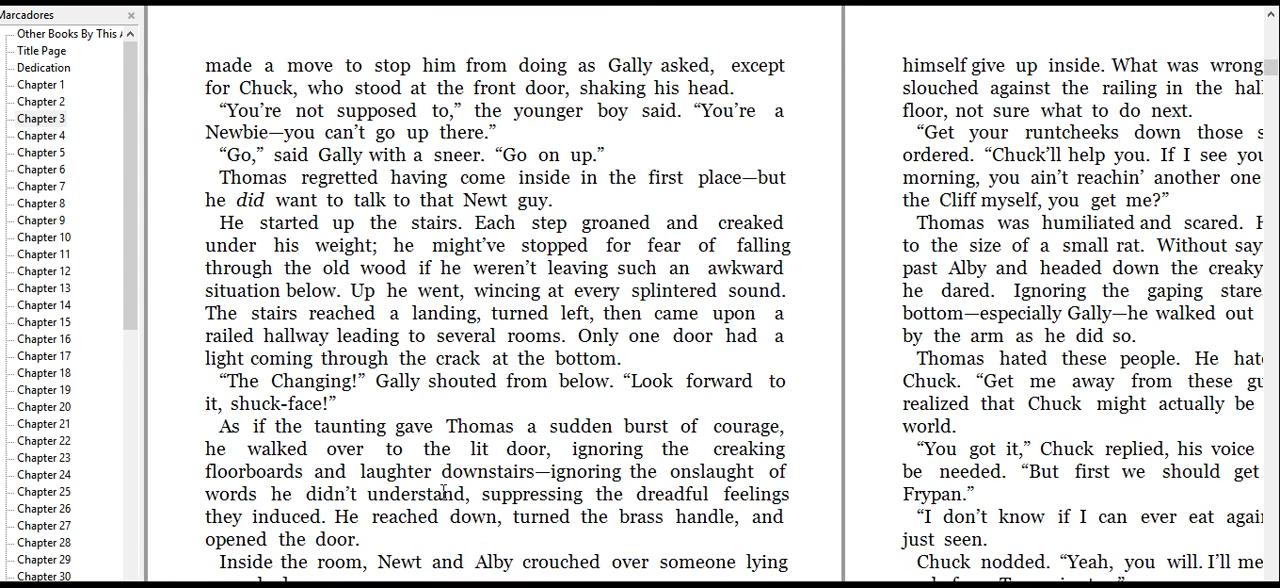 Marcadores
Other Books By This
Title Page
Dedication
Chapter 1
Chapter 2
Chapter 3
Chapter 4
Chapter 5
Chapter 6
Chapter 7
Chapter 8
Chapter 9
Chapter 10
Chapter 11
Chapter 12
Chapter 13
Chapter 14
Chapter 15
Chapter 16
Chapter 17
Chapter 18
Chapter 19
Chapter 20
Chapter 21
Chapter 22
Chapter 23
Chapter 24
Chapter 25
Chapter 26
Chapter 27
Chapter 28
Chapter 29
Chapter 30
made a move to stop him from doing as Gally asked, except
for Chuck, who stood at the front door, shaking his head.
“You’re not supposed to,” the younger boy said. “You’re a
Newbie—you can’t go up there.”
“Go,” said Gally with a sneer. “Go on up.”
Thomas regretted having come inside in the first place—but
he did want to talk to that Newt guy.
He started up the stairs. Each step groaned and creaked
under his weight; he might’ve stopped for fear of falling
through the old wood if he weren’t leaving such an awkward
situation below. Up he went, wincing at every splintered sound.
The stairs reached a landing, turned left, then came upon a
railed hallway leading to several rooms. Only one door had a
light coming through the crack at the bottom.
“The Changing!” Gally shouted from below. “Look forward to
it, shuck-face!”
As if the taunting gave Thomas a sudden burst of courage,
he walked over to the lit door, ignoring the creaking
floorboards and laughter downstairs—ignoring the onslaught of
words he didn’t understand, suppressing the dreadful feelings
they induced. He reached down, turned the brass handle, and
opened the door.
Inside the room, Newt and Alby crouched over someone lying
himself give up inside. What was wrong
slouched against the railing in the
floor, not sure what to do next.
“Get your runtcheeks down those
ordered. “Chuck’ll help you. If I see
morning, you ain’t reachin’ another one
the Cliff myself, you get me?”
Thomas was humiliated and scared.
to the size of a small rat. Without
past Alby and headed down the creaky
he dared. Ignoring the gaping
bottom—especially Gally—he walked out
by the arm as he did so.
Thomas hated these people. He
Chuck. “Get me away from these
realized that Chuck might actually be
world.
“You got it,” Chuck replied, his voice
be needed. “But first we should get
Frypan.”
“I don’t know if I can ever eat
just seen.
Chuck nodded. “Yeah, you will. I’ll